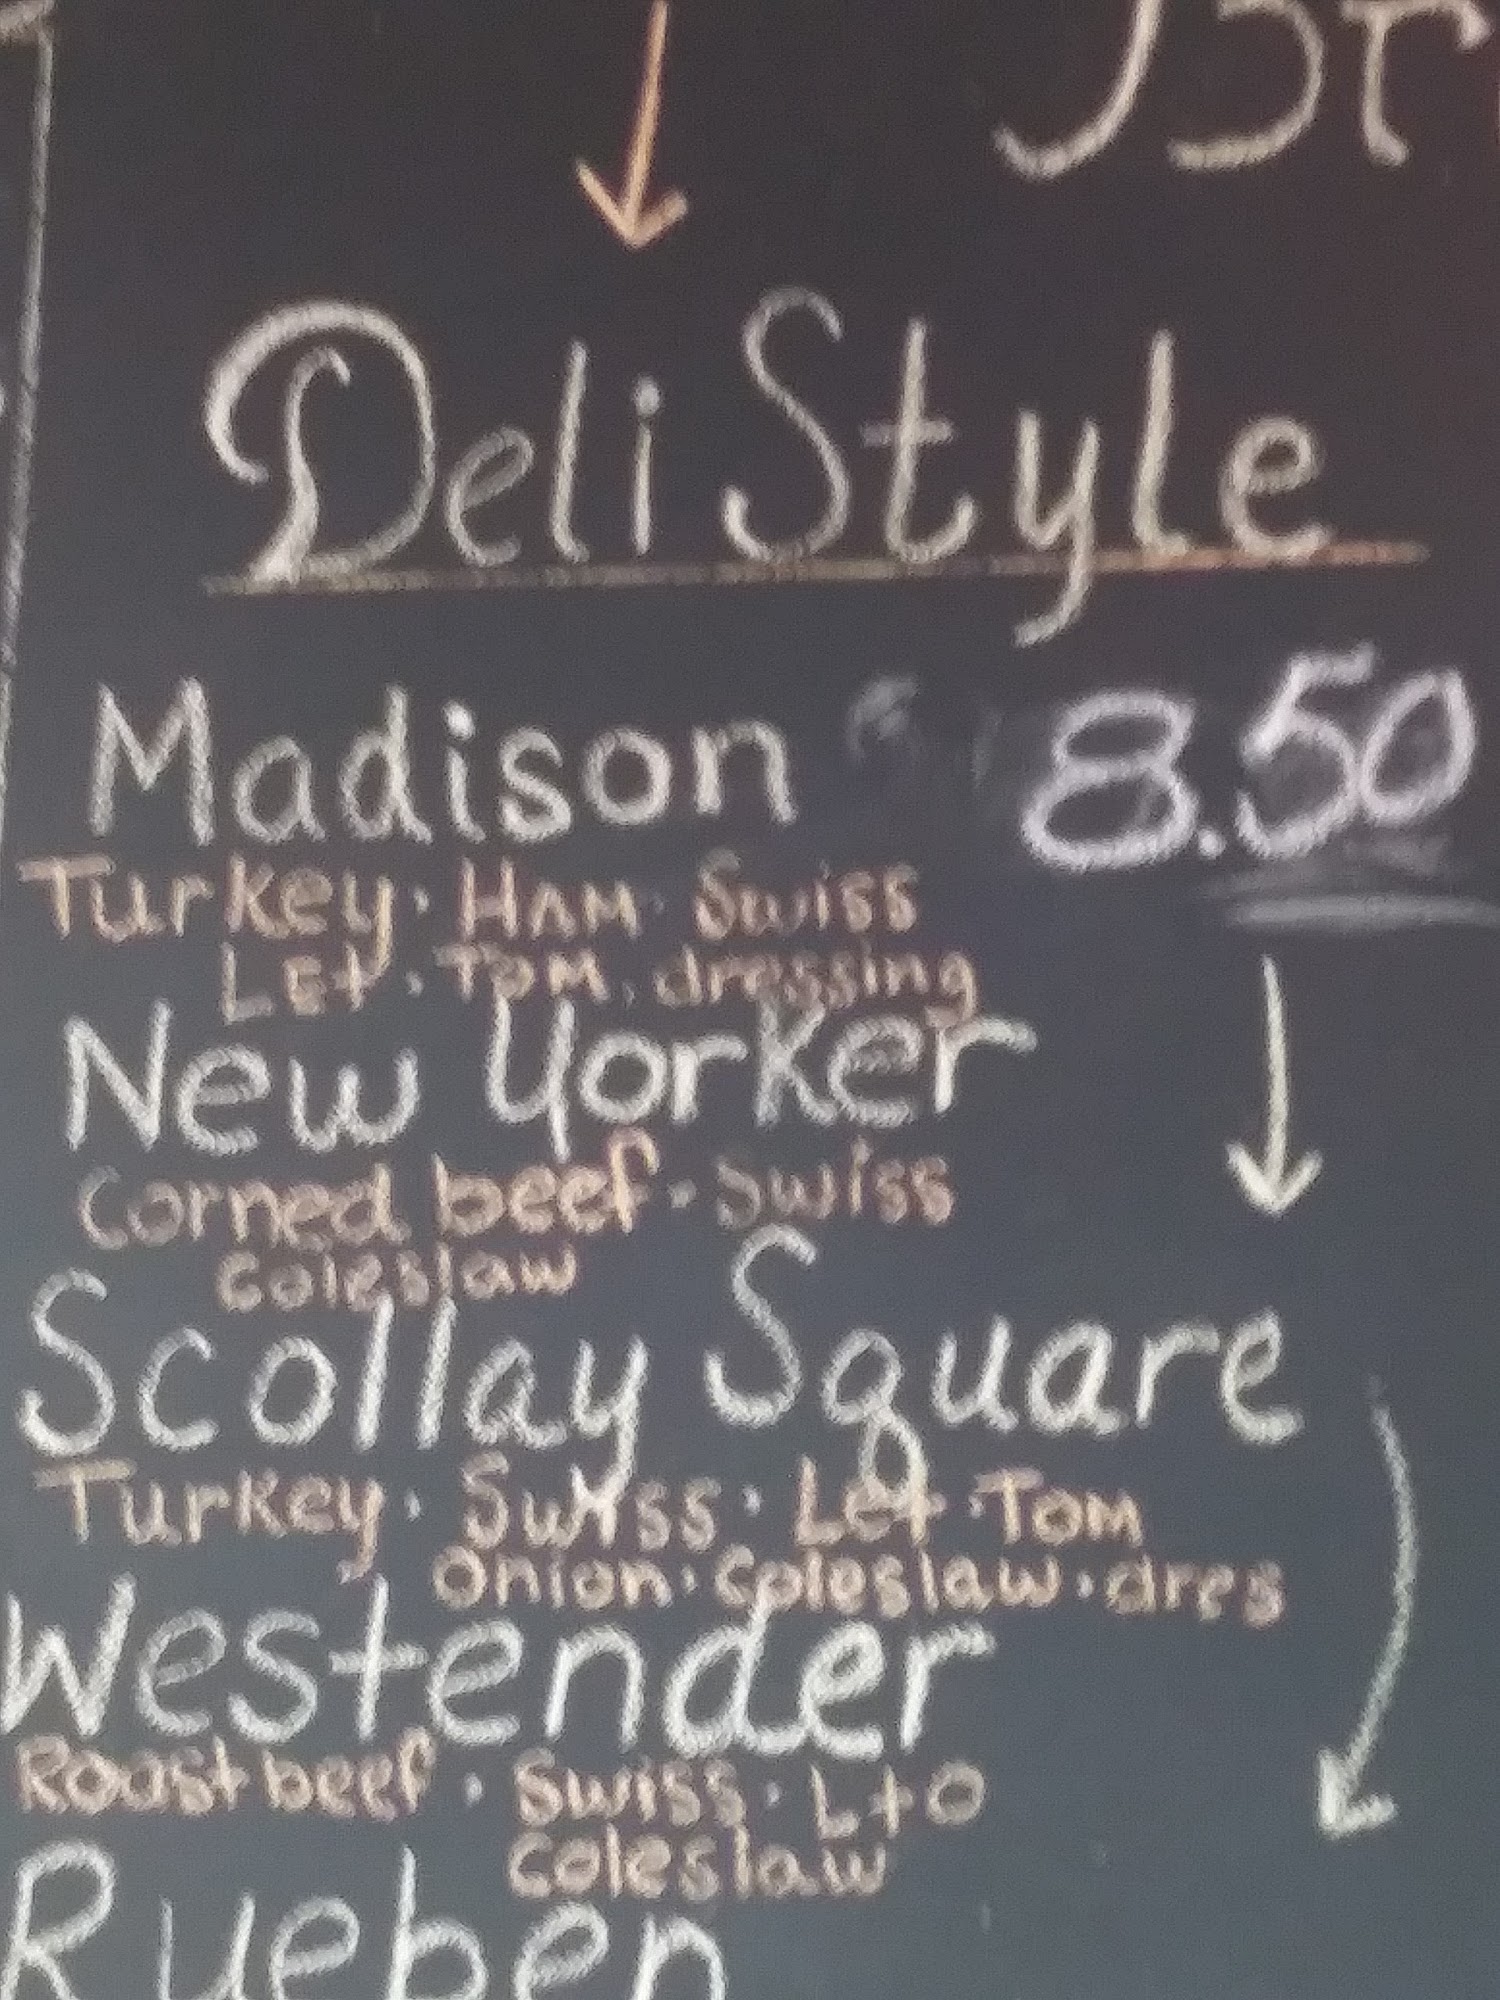 Deli Style
Madison 8.50
Turkey · HAM · Swiss
LEt · TOM · dressing
New Yorker
Corned beef · Swiss
Coleslaw
Scollay Square
Turkey · Swiss · Let · TOM
Onion · Coleslaw · dres
Westender
Roast beef · Swiss · L t O
Coleslaw
Rueben